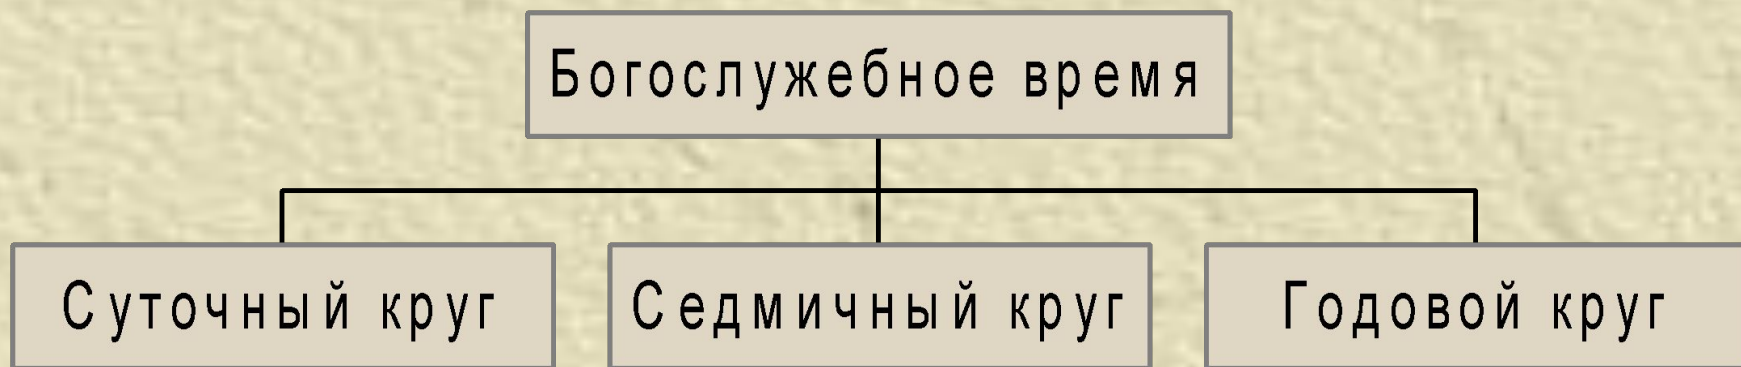 Богослужебное время
Суточный круг
Седмичный круг
Годовой круг